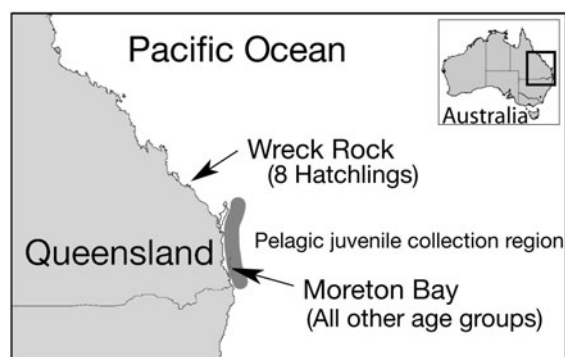 Pacific Ocean
Australia
Wreck Rock
(8 Hatchlings)
Queensland
Pelagic juvenile collection region
Moreton Bay
(All other age groups)